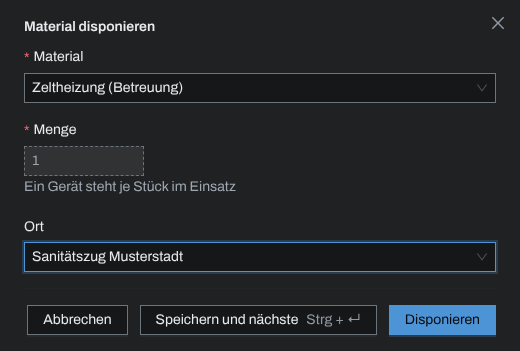 Material disponieren
* Material
Zeltheizung (Betreuung)
* Menge
1
Ein Gerät steht je Stück im Einsatz
Ort
Sanitätszug Musterstadt
Abbrechen
Speichern und nächste Strg + ↵
Disponieren